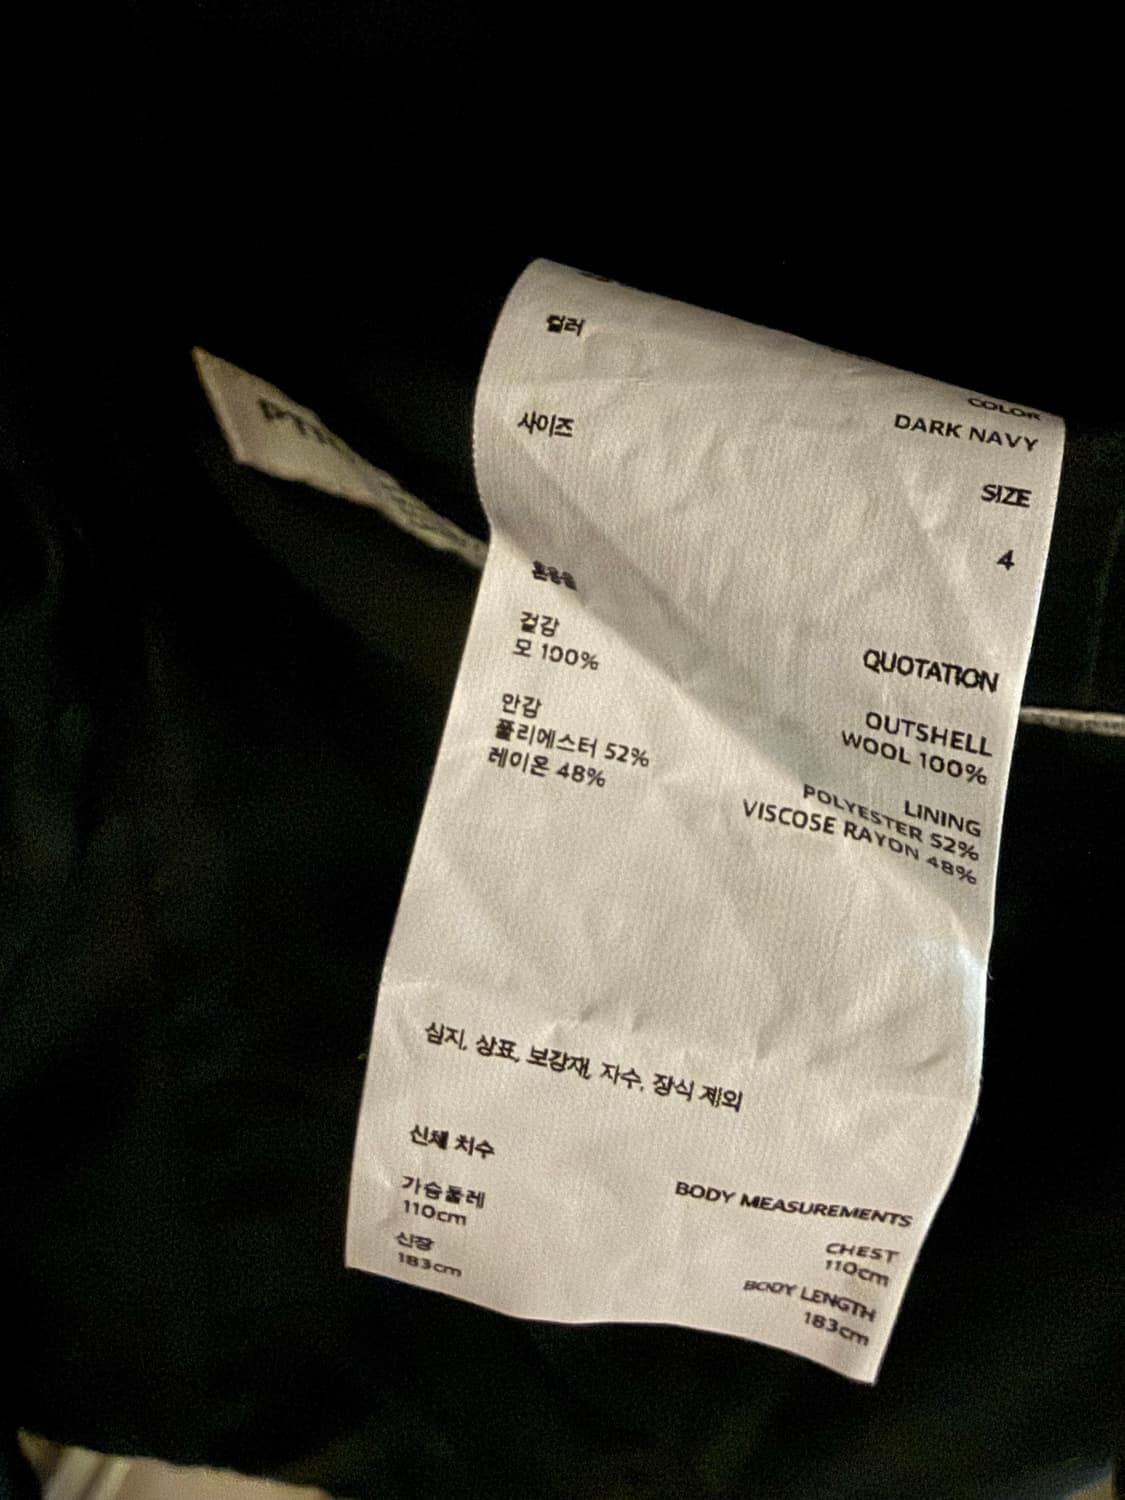 컬러
COLOR
DARK NAVY
사이즈
SIZE
4
혼용율
QUOTATION
겉감
모 100%
OUTSHELL
WOOL 100%
안감
폴리에스터 52%
레이온 48%
LINING
POLYESTER 52%
VISCOSE RAYON 48%
심지, 상표, 보강재, 자수, 장식 제외
신체 치수
BODY MEASUREMENTS
가슴둘레
110cm
CHEST
110cm
신장
183cm
BODY LENGTH
183cm